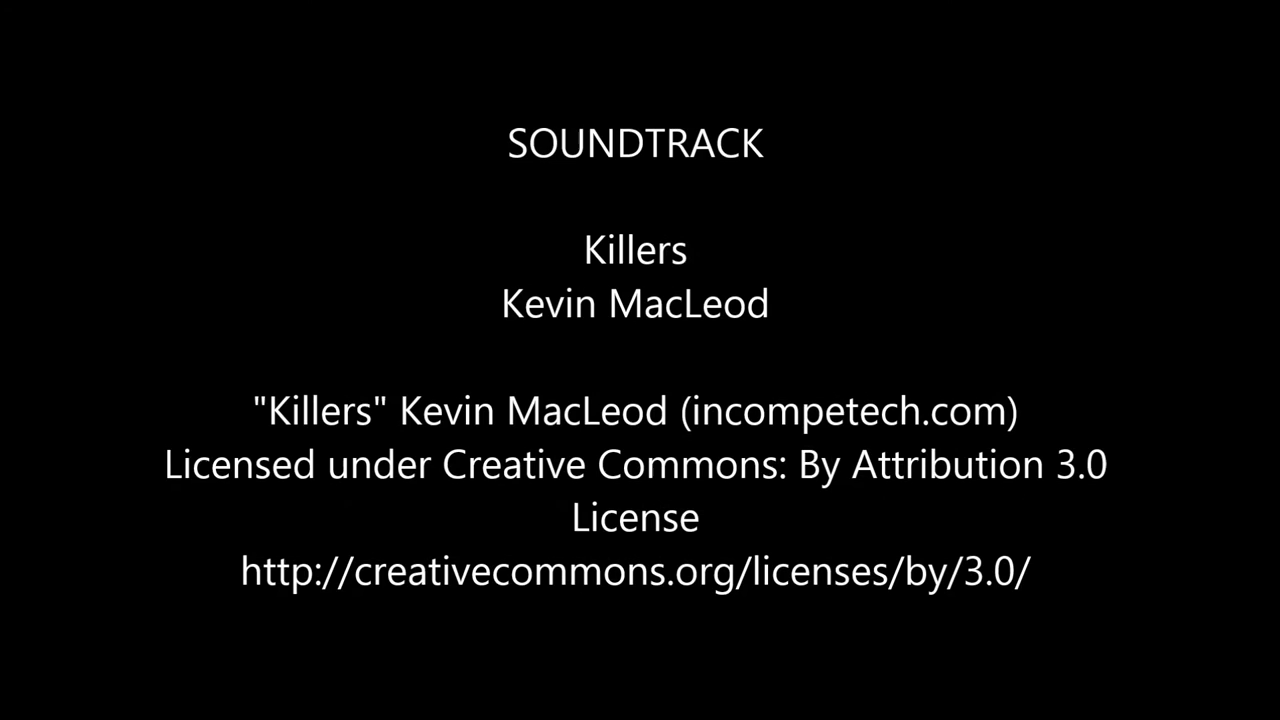 SOUNDTRACK
Killers
Kevin MacLeod
"Killers" Kevin MacLeod (incompetech.com)
Licensed under Creative Commons: By Attribution 3.0
License
http://creativecommons.org/licenses/by/3.0/